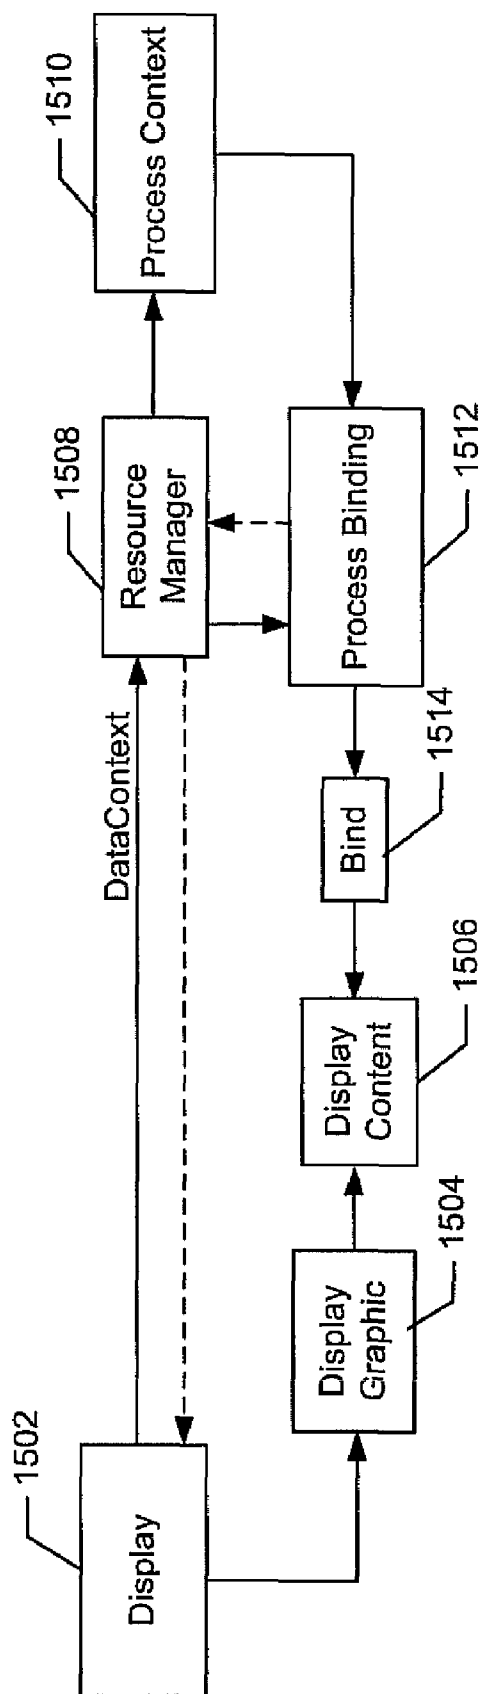 1502
Display
DataContext
1508
Resource
Manager
1510
Process Context
1504
Display
Graphic
1506
Display
Content
1514
Bind
1512
Process Binding